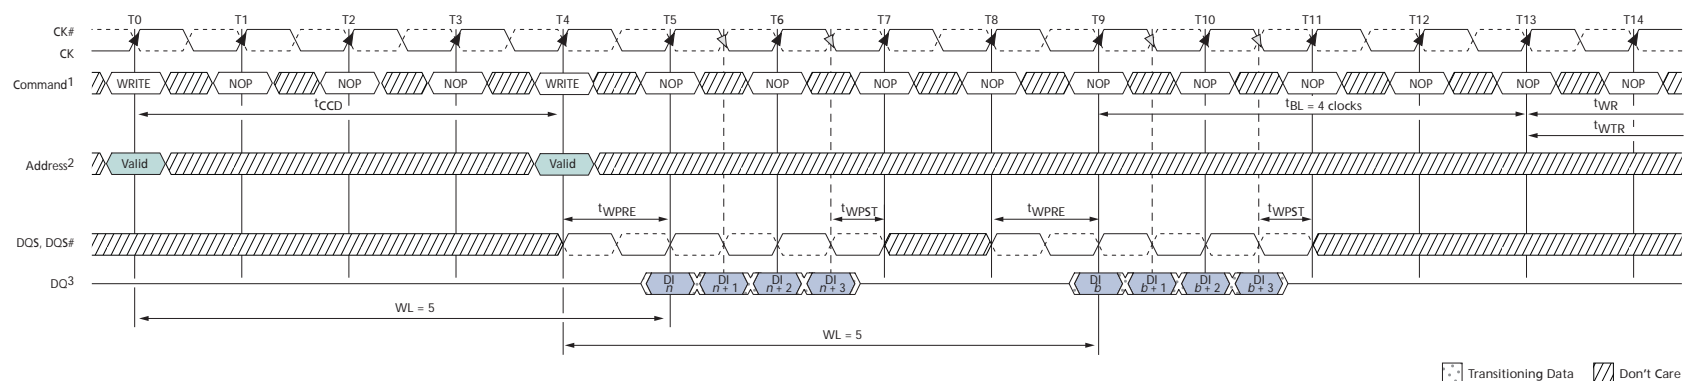 T0 T1 T2 T3 T4 T5 T6 T7 T8 T9 T10 T11 T12 T13 T14
CK#
CK
Command1 WRITE NOP NOP NOP WRITE NOP NOP NOP NOP NOP NOP NOP NOP NOP NOP
tCCD tBL = 4 clocks tWR
tWTR
Address2 Valid Valid
tWPRE tWPST tWPRE tWPST
DQS, DQS#
DQ3 DI n DI n + 1 DI n + 2 DI n + 3 DI b DI b + 1 DI b + 2 DI b + 3
WL = 5
WL = 5
Transitioning Data Don't Care